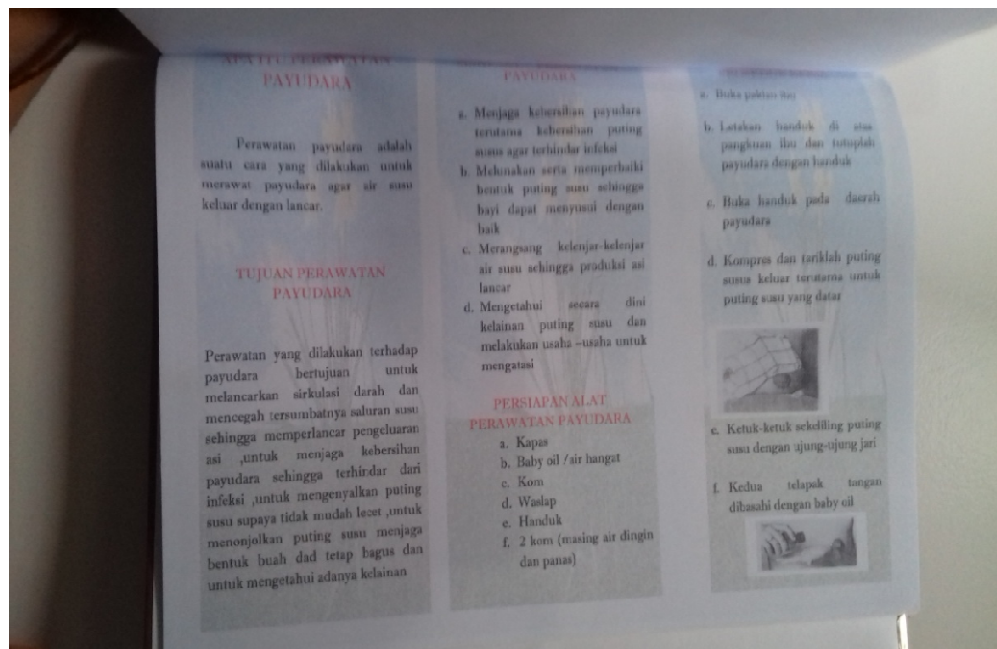 APA ITU PERAWATAN
PAYUDARA
Perawatan payudara adalah
suatu cara yang dilakukan untuk
merawat payudara agar air susu
keluar dengan lancar.
TUJUAN PERAWATAN
PAYUDARA
Perawatan yang dilakukan terhadap
payudara bertujuan untuk
melancarkan sirkulasi darah dan
mencegah tersumbatnya saluran susu
sehingga memperlancar pengeluaran
asi ,untuk menjaga kebersihan
payudara sehingga terhindar dari
infeksi ,untuk mengenyalkan puting
susu supaya tidak mudah lecet ,untuk
menonjolkan puting susu menjaga
bentuk buah dad tetap bagus dan
untuk mengetahui adanya kelainan
PAYUDARA
a. Menjaga kebersihan payudara
terutama kebersihan puting
susus agar terhindar infeksi
b. Melunakan serta memperbaiki
bentuk puting susu sehingga
bayi dapat menyusui dengan
baik
c. Merangsang kelenjar-kelenjar
air susu sehingga produksi asi
lancar
d. Mengetahui secara dini
kelainan puting susu dan
melakukan usaha –usaha untuk
mengatasi
PERSIAPAN ALAT
PERAWATAN PAYUDARA
a. Kapas
b. Baby oil /air hangat
c. Kom
d. Waslap
e. Handuk
f. 2 kom (masing air dingin
dan panas)
a. Buka pakian ibu
b. Letakan handuk di atas
pangkuan ibu dan tutuplah
payudara dengan handuk
c. Buka handuk pada daerah
payudara
d. Kompres dan tariklah puting
susus keluar terutama untuk
puting susu yang datar
e. Ketuk-ketuk sekeliling puting
susu dengan ujung-ujung jari
f. Kedua telapak tangan
dibasahi dengan baby oil